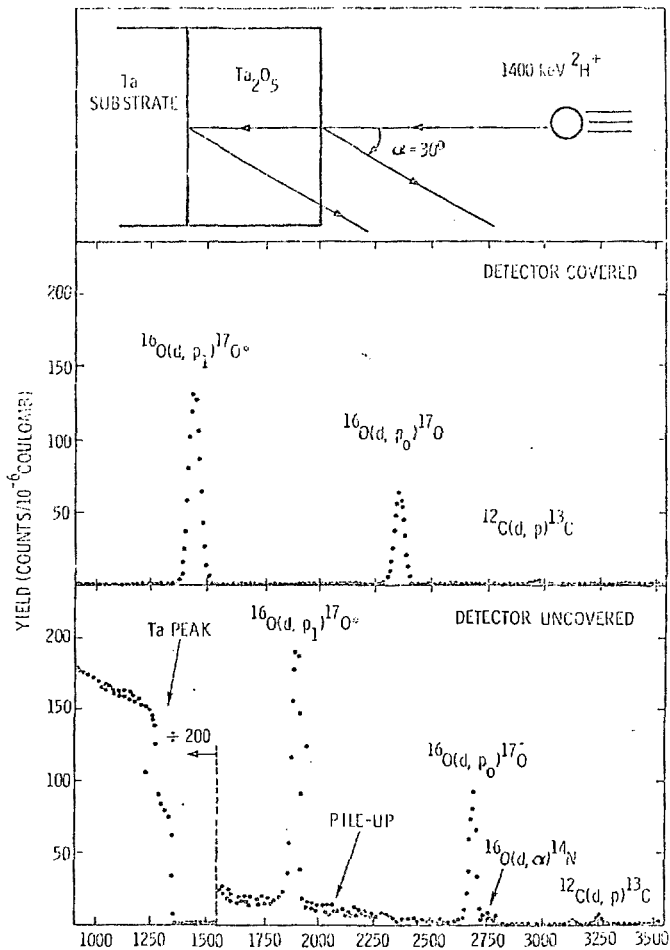 Ta
SUBSTRATE
Ta₂O₅
1400 keV ²H⁺
α = 30°
DETECTOR COVERED
200
150
100
50
¹⁶O(d, p₁)¹⁷O*
¹⁶O(d, p₀)¹⁷O
¹²C(d, p)¹³C
YIELD (COUNTS/10⁻⁶ COULOMB)
DETECTOR UNCOVERED
200
150
100
50
Ta PEAK
÷ 200
¹⁶O(d, p₁)¹⁷O*
PILE-UP
¹⁶O(d, p₀)¹⁷O
¹⁶O(d, α)¹⁴N
¹²C(d, p)¹³C
1000 1250 1500 1750 2000 2250 2500 2750 3000 3250 3500